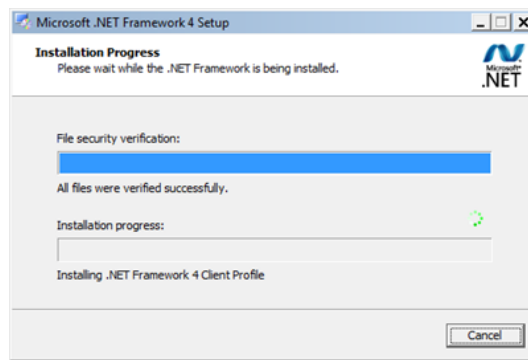 Microsoft .NET Framework 4 Setup
Installation Progress
Please wait while the .NET Framework is being installed.
Microsoft
.NET
File security verification:
All files were verified successfully.
Installation progress:
Installing .NET Framework 4 Client Profile
Cancel